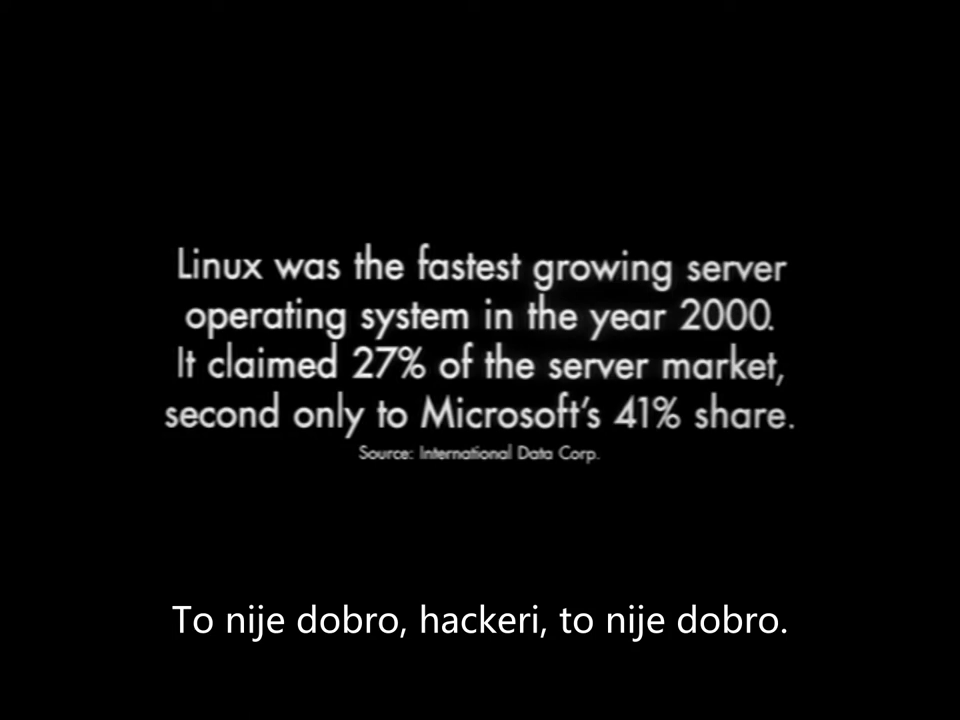 Linux was the fastest growing server
operating system in the year 2000.
It claimed 27% of the server market,
second only to Microsoft's 41% share.
Source: International Data Corp.
To nije dobro, hackeri, to nije dobro.